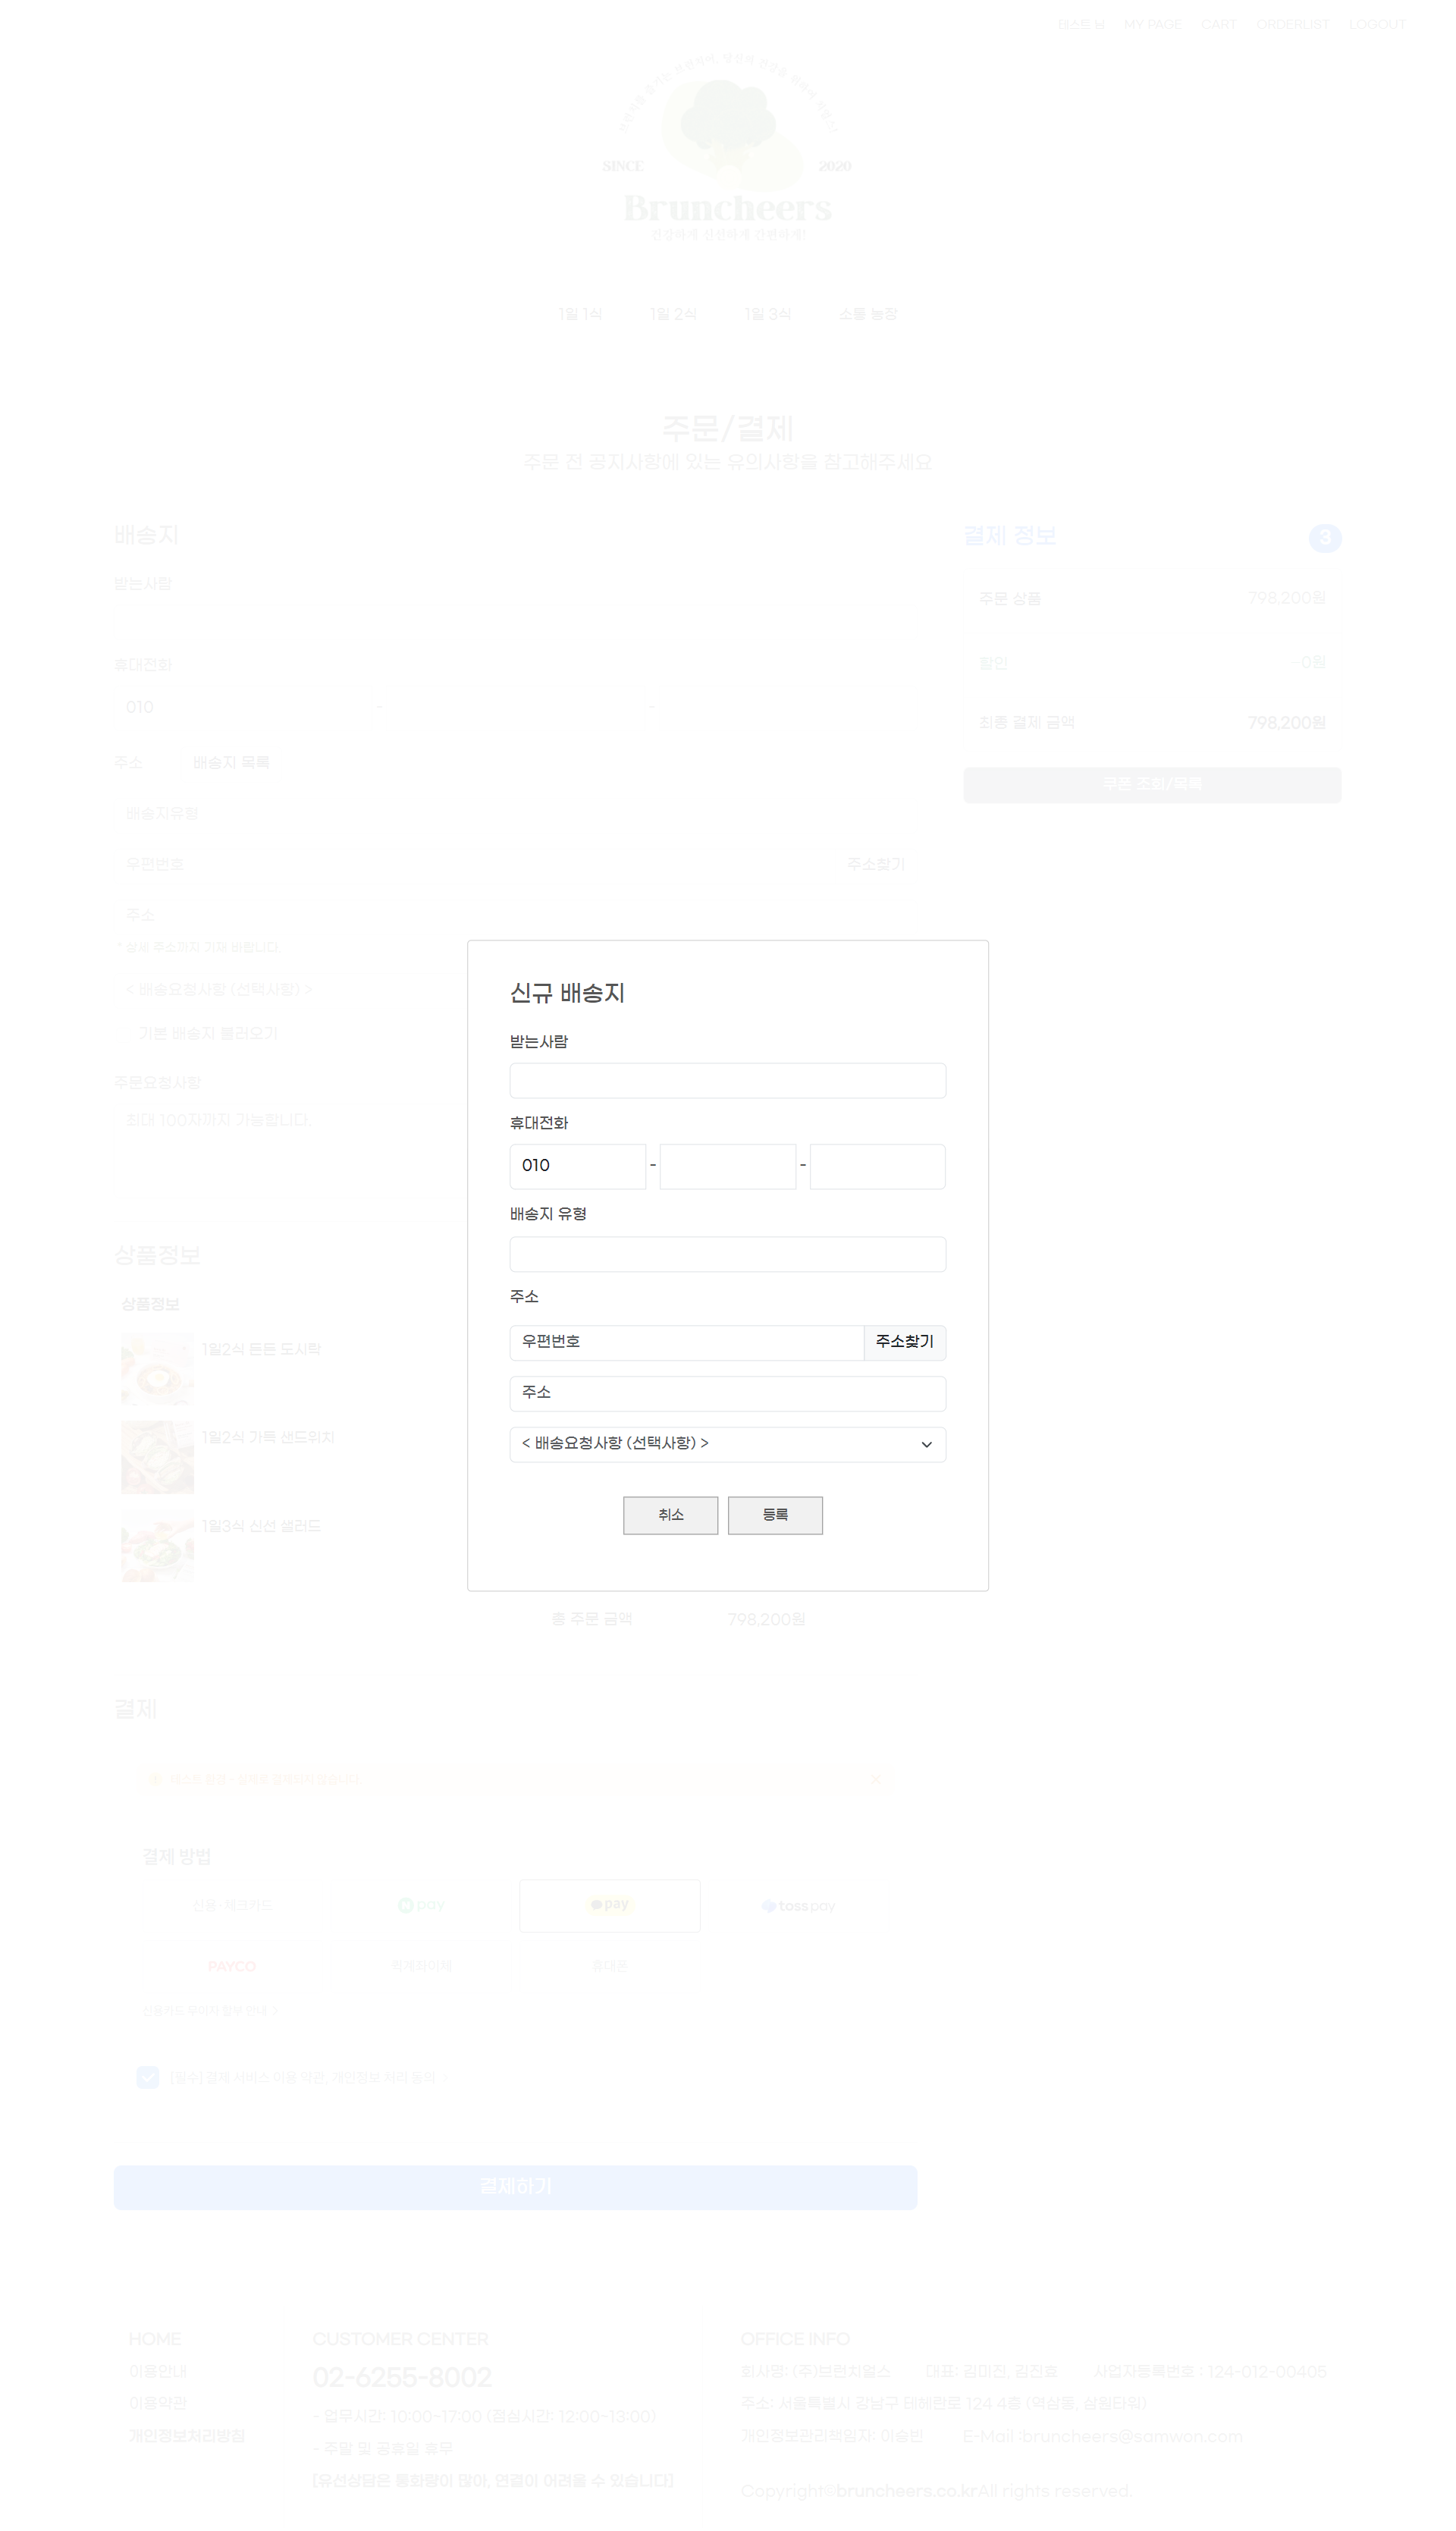 테스트 님 MY PAGE CART ORDERLIST LOGOUT
SINCE 2020
Bruncheers
건강하게 신선하게 간편하게!
1일 1식 1일 2식 1일 3식 소들 농장
주문/결제
주문 전 공지사항에 있는 유의사항을 참고해주세요
배송지
받는사람
휴대전화
010 - -
주소 배송지 목록
배송지유형
우편번호 주소찾기
주소
* 상세 주소까지 기재 바랍니다.
< 배송요청사항 (선택사항) >
기본 배송지 불러오기
주문요청사항
최대 100자까지 가능합니다.
결제 정보 3
주문 상품 798,200원
할인 -0원
최종 결제 금액 798,200원
쿠폰 조회/목록
신규 배송지
받는사람
휴대전화
010 - -
배송지 유형
주소
우편번호 주소찾기
주소
< 배송요청사항 (선택사항) >
취소 등록
상품정보
상품정보
1일2식 든든 도시락
1일2식 가득 샌드위치
1일3식 신선 샐러드
총 주문 금액 798,200원
결제
테스트 환경 - 실제로 결제되지 않습니다.
결제 방법
신용·체크카드 N pay pay toss pay
PAYCO 퀵계좌이체 휴대폰
신용카드 무이자 할부 안내 >
[필수] 결제 서비스 이용 약관, 개인정보 처리 동의
결제하기
HOME
이용안내
이용약관
개인정보처리방침
CUSTOMER CENTER
02-6255-8002
- 업무시간: 10:00~17:00 (점심시간: 12:00~13:00)
- 주말 및 공휴일 휴무
[유선상담은 통화량이 많아, 연결이 어려울 수 있습니다]
OFFICE INFO
회사명: (주)브런치얼스 대표: 김미진, 김진효 사업자등록번호 : 124-012-00405
주소: 서울특별시 강남구 테헤란로 124 4층 (역삼동, 삼원타워)
개인정보관리책임자: 이승빈 E-Mail :bruncheers@samwon.com
Copyright©bruncheers.co.krAll rights reserved.